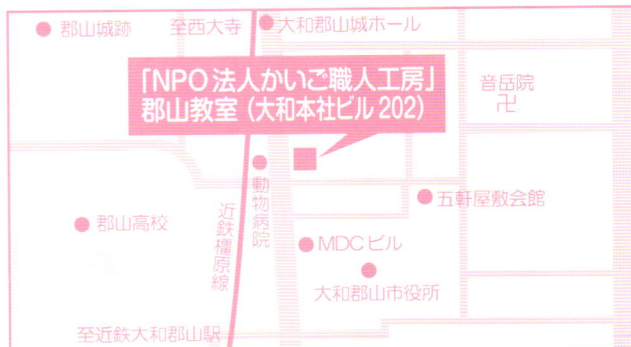 郡山城跡
至西大寺
大和郡山城ホール
「NPO法人かいご職人工房」
郡山教室（大和本社ビル202）
音岳院
卍
動物病院
五軒屋敷会館
郡山高校
近鉄橿原線
MDCビル
大和郡山市役所
至近鉄大和郡山駅